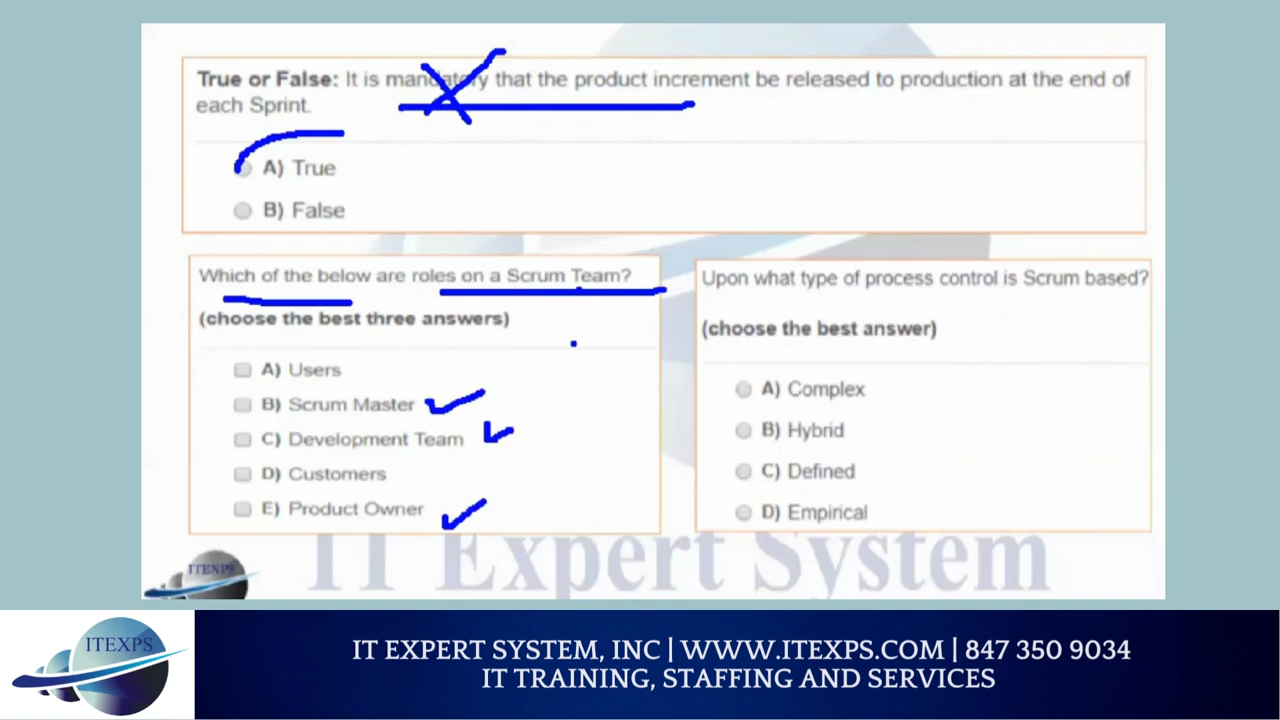 True or False: It is mandatory that the product increment be released to production at the end of
each Sprint.
A) True
B) False
Which of the below are roles on a Scrum Team?
(choose the best three answers)
A) Users
B) Scrum Master
C) Development Team
D) Customers
E) Product Owner
Upon what type of process control is Scrum based?
(choose the best answer)
A) Complex
B) Hybrid
C) Defined
D) Empirical
IT Expert System
ITEXPS
ITEXPS
IT EXPERT SYSTEM, INC | WWW.ITEXPS.COM | 847 350 9034
IT TRAINING, STAFFING AND SERVICES